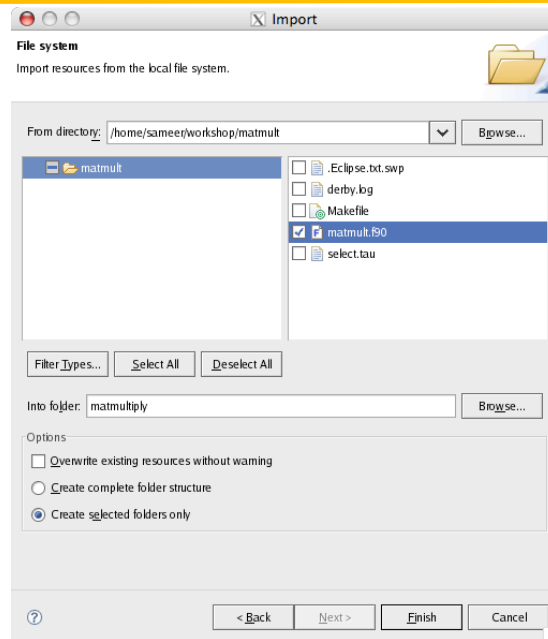 Import
File system
Import resources from the local file system.
From directory: /home/sameer/workshop/matmult
Browse...
matmult
.Eclipse.txt.swp
derby.log
Makefile
matmult.f90
select.tau
Filter Types...
Select All
Deselect All
Into folder: matmultiply
Browse...
Options
Overwrite existing resources without warning
Create complete folder structure
Create selected folders only
< Back
Next >
Finish
Cancel